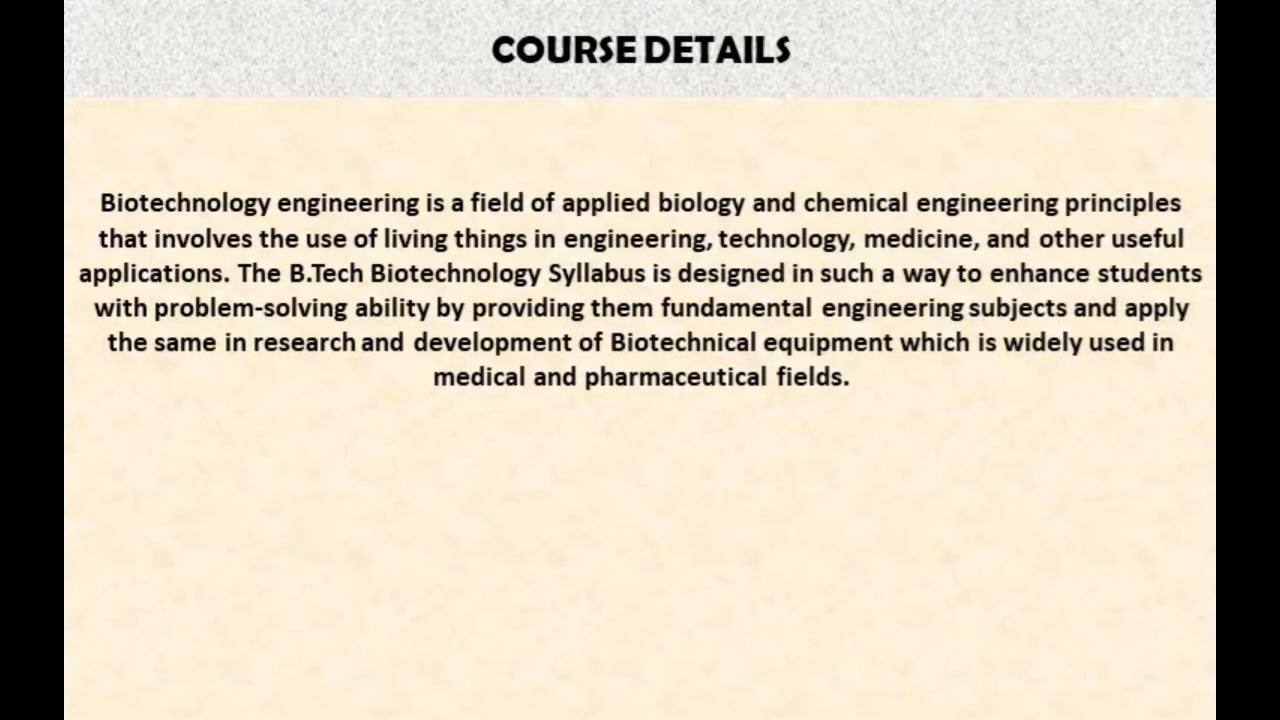 COURSE DETAILS
Biotechnology engineering is a field of applied biology and chemical engineering principles
that involves the use of living things in engineering, technology, medicine, and other useful
applications. The B.Tech Biotechnology Syllabus is designed in such a way to enhance students
with problem-solving ability by providing them fundamental engineering subjects and apply
the same in research and development of Biotechnical equipment which is widely used in
medical and pharmaceutical fields.